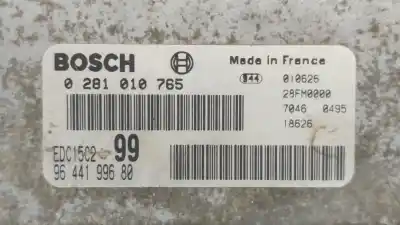 BOSCH
Made in France
0 281 010 765
44 010626
28FM0000
7046 0495
18626
EDC15C2 99
96 441 996 80